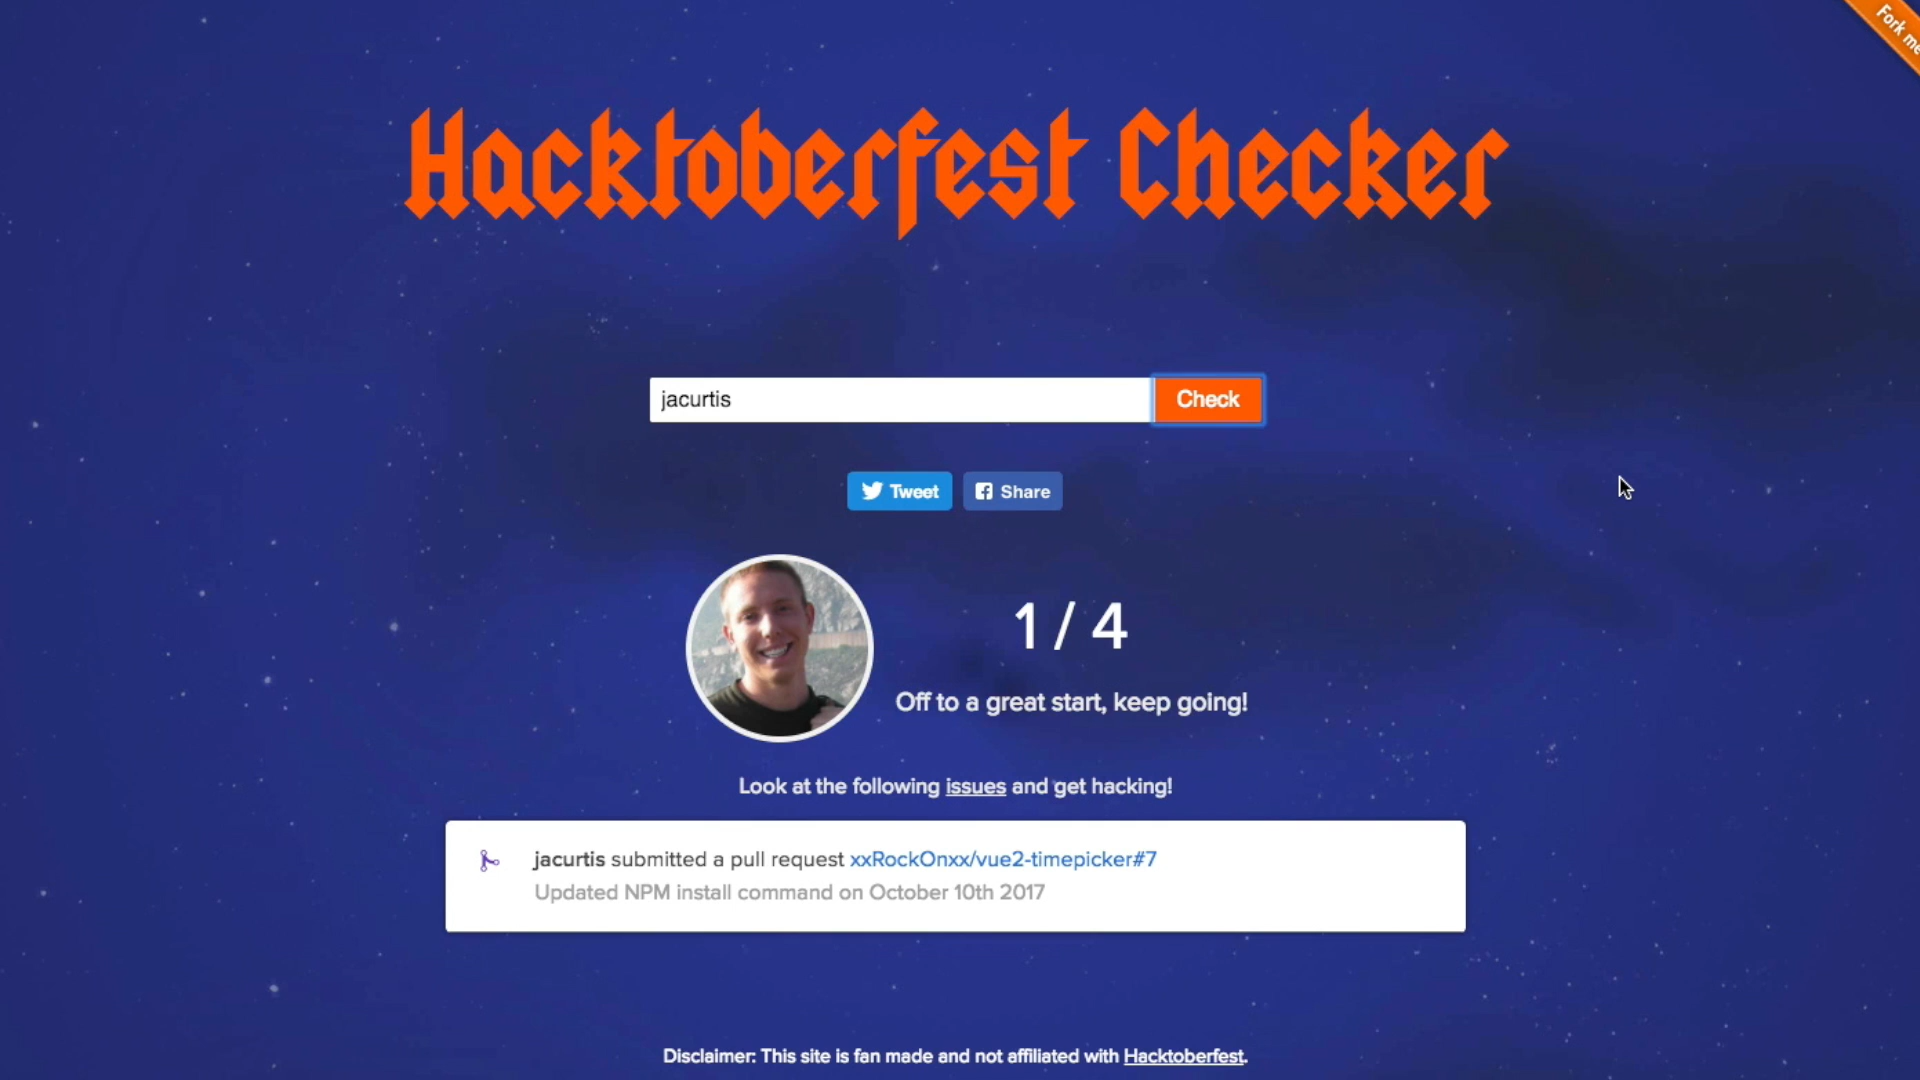 Fork me
Hacktoberfest Checker
jacurtis
Check
Tweet
Share
1 / 4
Off to a great start, keep going!
Look at the following issues and get hacking!
jacurtis submitted a pull request xxRockOnxx/vue2-timepicker#7
Updated NPM install command on October 10th 2017
Disclaimer: This site is fan made and not affiliated with Hacktoberfest.